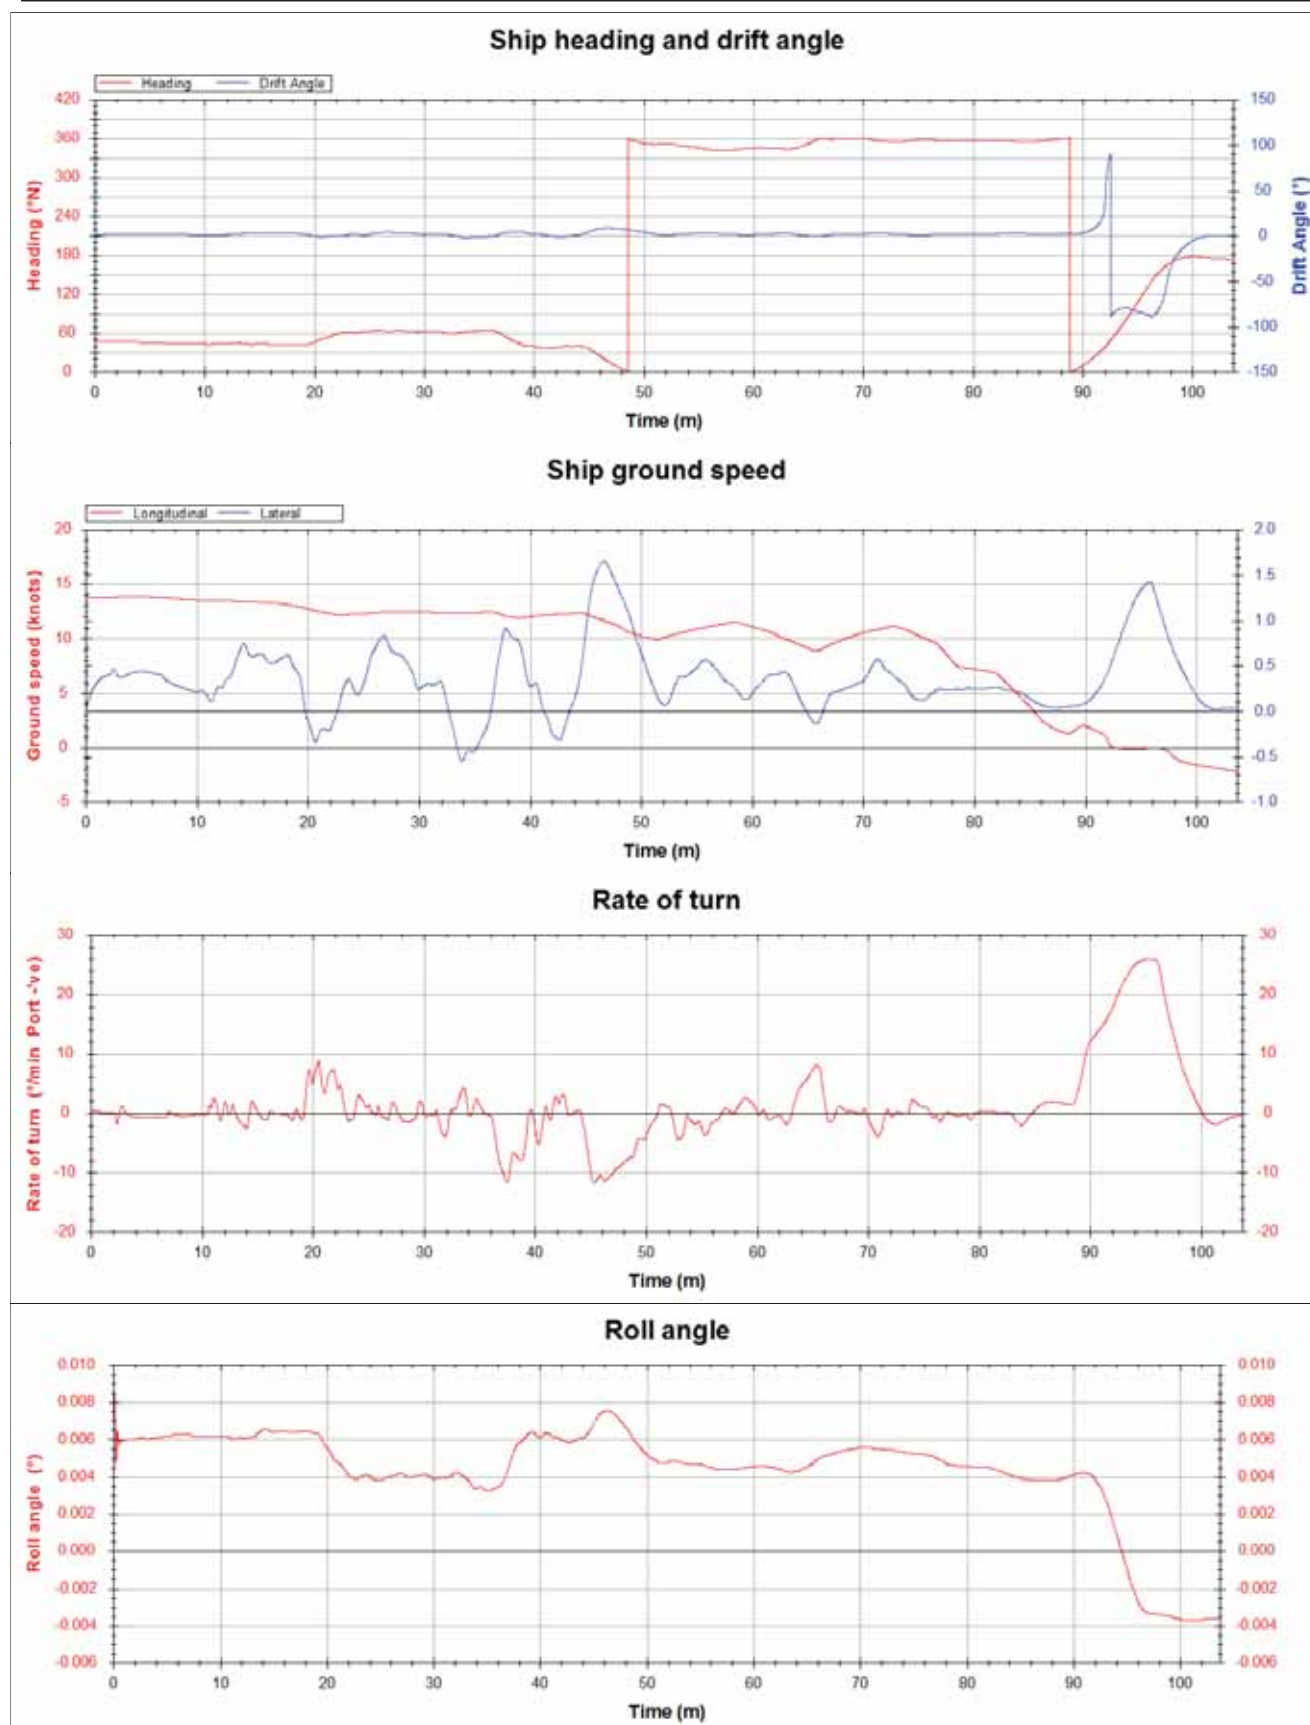 Ship heading and drift angle
Heading Drift Angle
420 150
360 100
300 50
240
180 0
120 -50
60 -100
0 -150
Heading (°N)
Drift Angle (°)
0 10 20 30 40 50 60 70 80 90 100
Time (m)
Ship ground speed
Longitudinal Lateral
20 2.0
15 1.5
10 1.0
5 0.5
0 0.0
-5 -0.5
-1.0
Ground speed (knots)
0 10 20 30 40 50 60 70 80 90 100
Time (m)
Rate of turn
30 30
20 20
10 10
0 0
-10 -10
-20 -20
Rate of turn (°/min Port -'ve)
0 10 20 30 40 50 60 70 80 90 100
Time (m)
Roll angle
0.010 0.010
0.008 0.008
0.006 0.006
0.004 0.004
0.002 0.002
0.000 0.000
-0.002 -0.002
-0.004 -0.004
-0.006 -0.006
Roll angle (°)
0 10 20 30 40 50 60 70 80 90 100
Time (m)